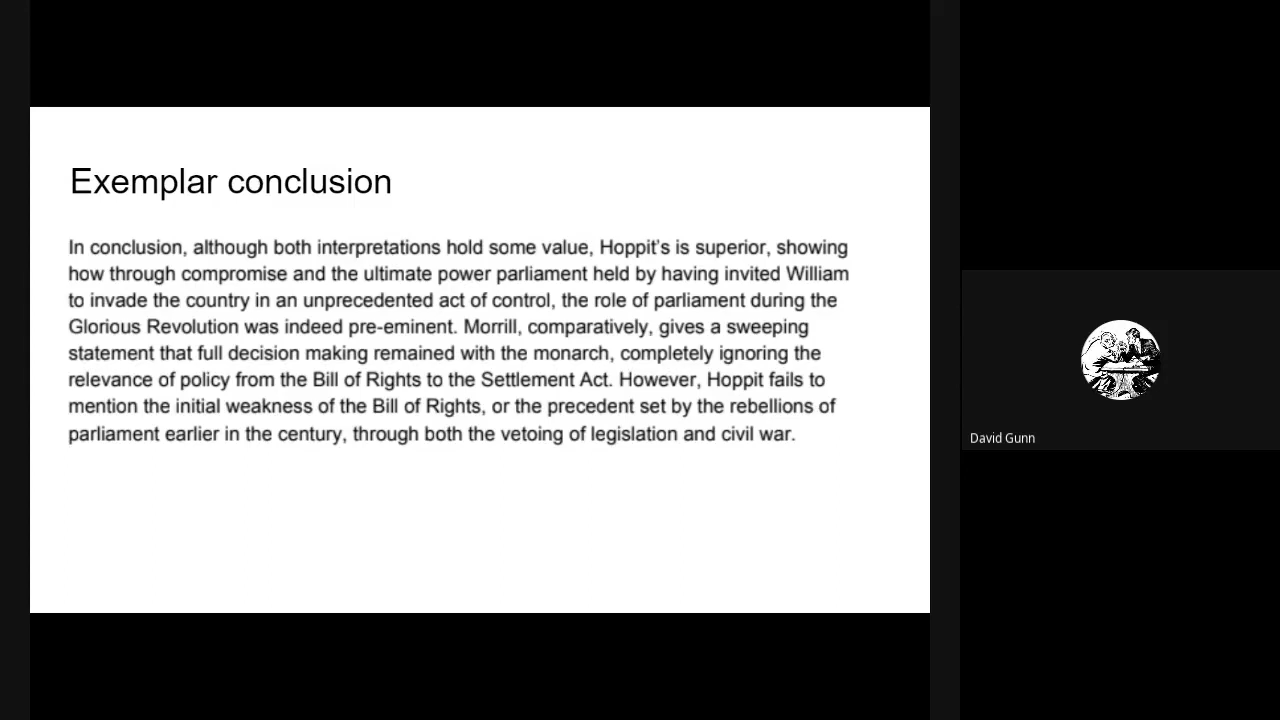 Exemplar conclusion
In conclusion, although both interpretations hold some value, Hoppit's is superior, showing
how through compromise and the ultimate power parliament held by having invited William
to invade the country in an unprecedented act of control, the role of parliament during the
Glorious Revolution was indeed pre-eminent. Morrill, comparatively, gives a sweeping
statement that full decision making remained with the monarch, completely ignoring the
relevance of policy from the Bill of Rights to the Settlement Act. However, Hoppit fails to
mention the initial weakness of the Bill of Rights, or the precedent set by the rebellions of
parliament earlier in the century, through both the vetoing of legislation and civil war.
David Gunn